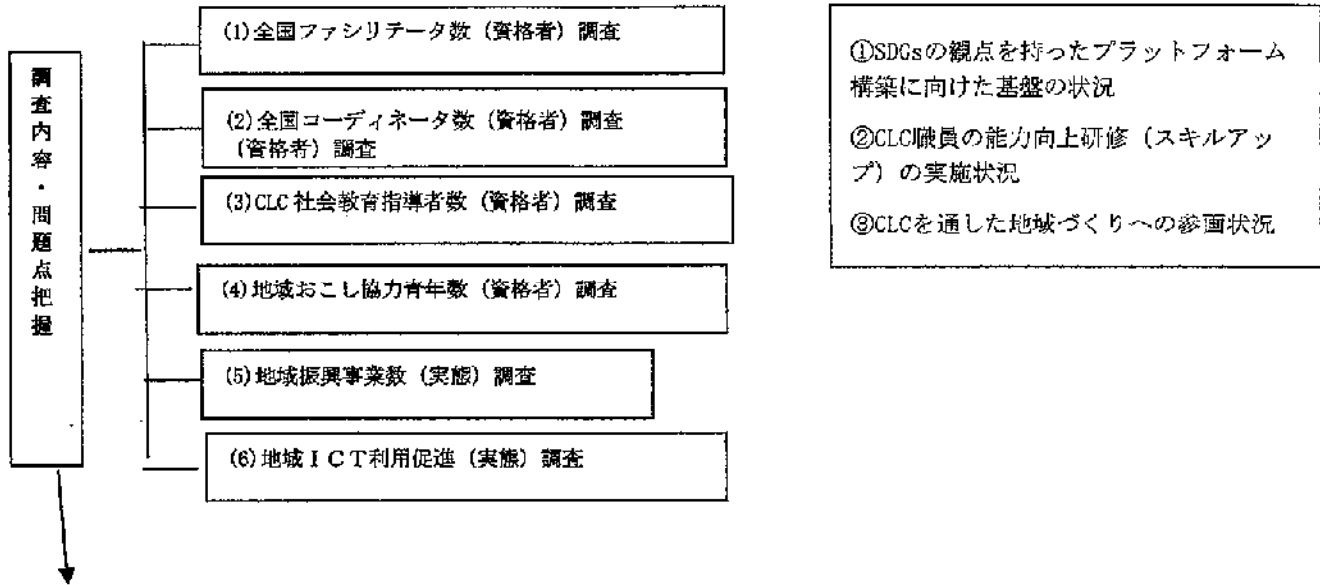 調査内容・問題点把握
(1)全国ファシリテータ数（資格者）調査
(2)全国コーディネータ数（資格者）調査
（資格者）調査
(3)CLC 社会教育指導者数（資格者）調査
(4)地域おこし協力青年数（資格者）調査
(5)地域振興事業数（実態）調査
(6)地域ＩＣＴ利用促進（実態）調査
①SDGsの観点を持ったプラットフォーム
構築に向けた基盤の状況
②CLC職員の能力向上研修（スキルアッ
プ）の実施状況
③CLCを通した地域づくりへの参画状況